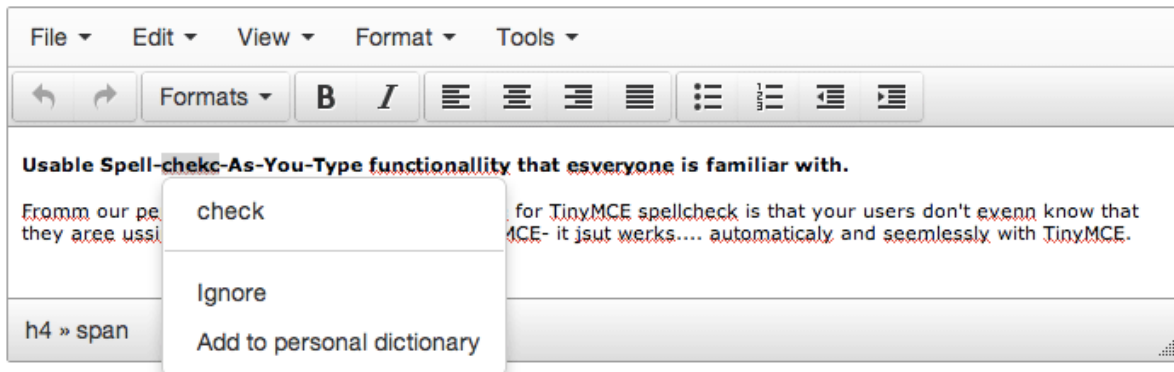 File Edit View Format Tools
Formats B I
Usable Spell-chekc-As-You-Type functionallity that esveryone is familiar with.
Fromm our pe for TinyMCE spellcheck is that your users don't evenn know that
they aree ussi MCE- it jsut werks.... automaticaly and seemlessly with TinyMCE.
check
Ignore
Add to personal dictionary
h4 » span